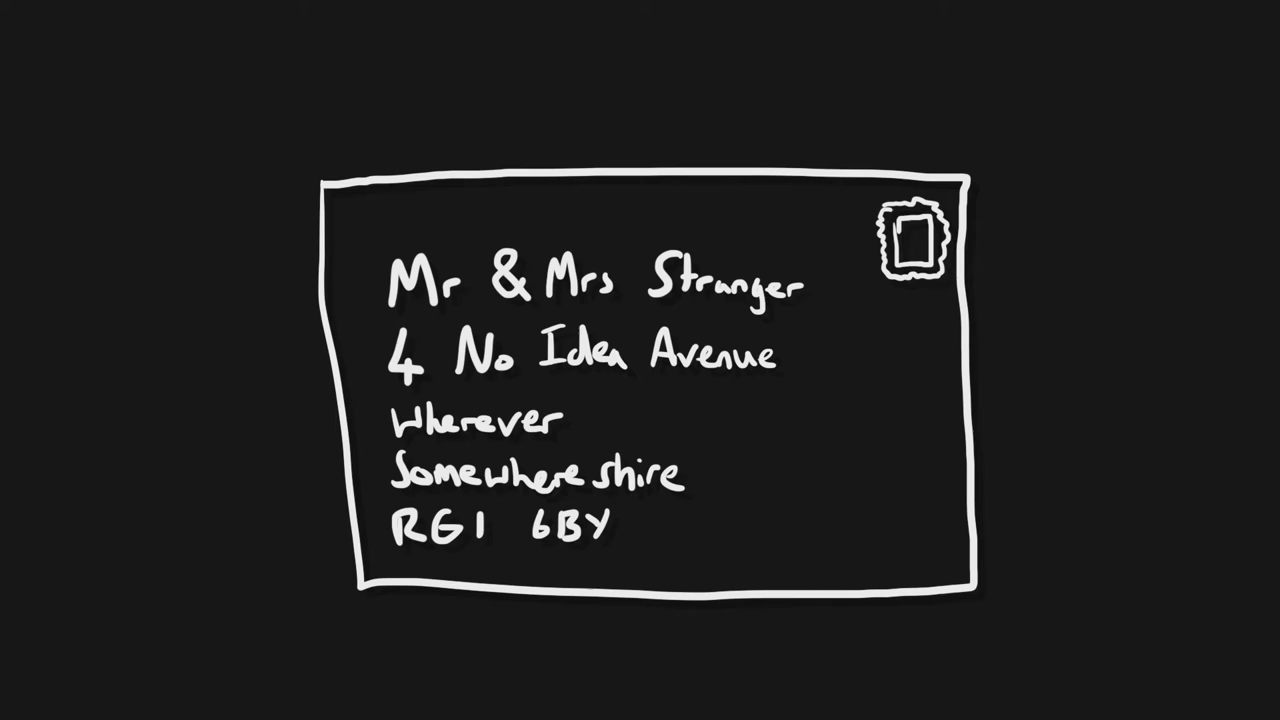 Mr & Mrs Stranger
4 No Idea Avenue
Wherever
Somewhereshire
RG1 6BY